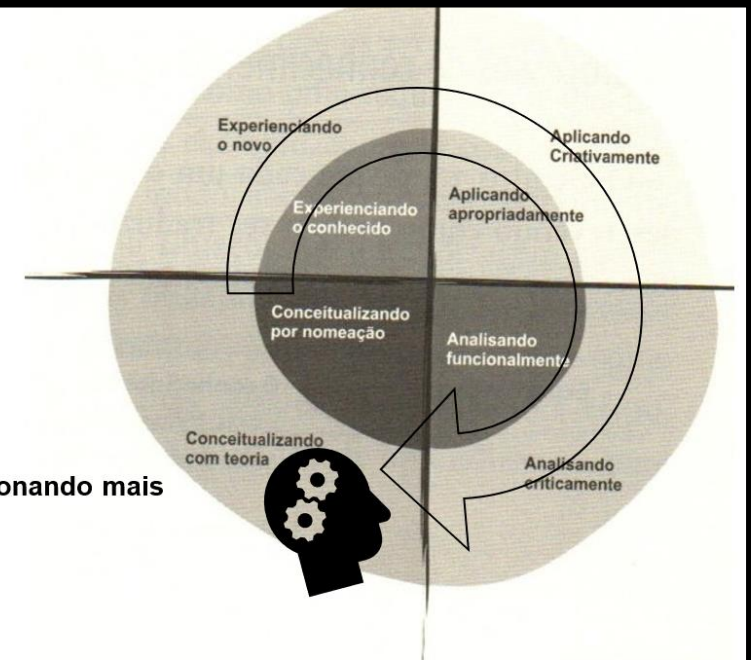 Experienciando
o novo
Aplicando
Criativamente
Experienciando
o conhecido
Aplicando
apropriadamente
Conceitualizando
por nomeação
Analisando
funcionalmente
Conceitualizando
com teoria
Analisando
criticamente
mais